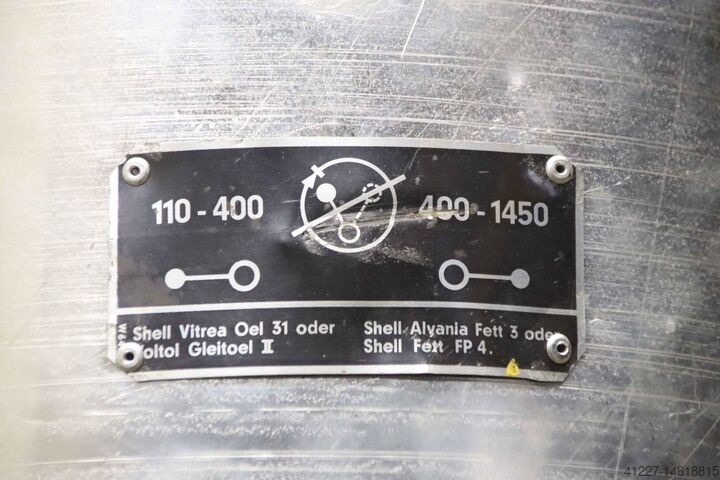 110 - 400
400 - 1450
Shell Vitrea Oel 31 oder
Voltol Gleitoel II
Shell Alvania Fett 3 oder
Shell Fett FP 4.
41227-14618815